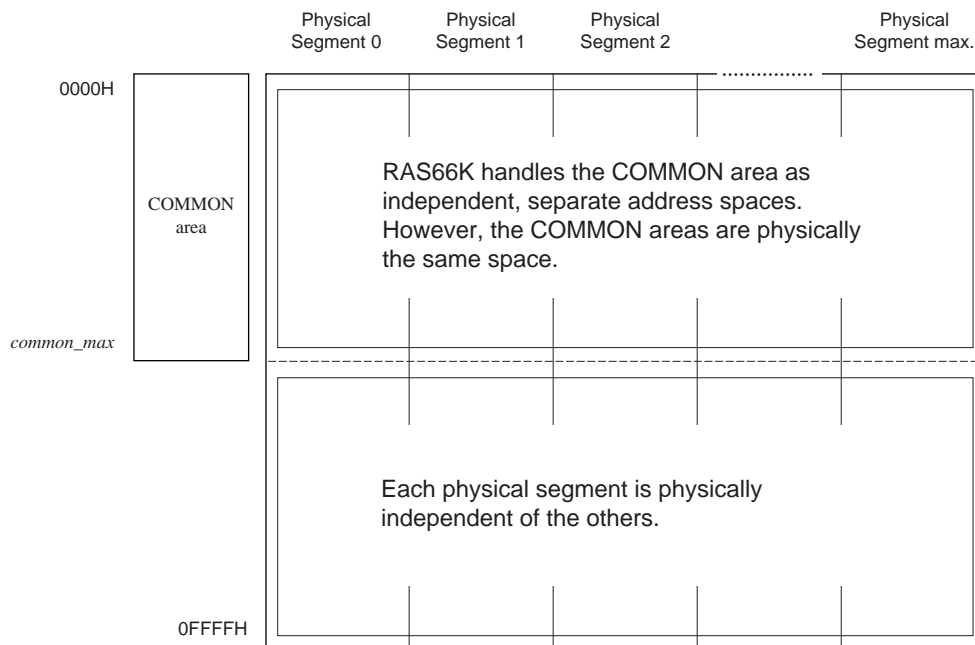 Physical
Segment 0
Physical
Segment 1
Physical
Segment 2
Physical
Segment max.
0000H
COMMON
area
common_max
RAS66K handles the COMMON area as
independent, separate address spaces.
However, the COMMON areas are physically
the same space.
Each physical segment is physically
independent of the others.
0FFFFH